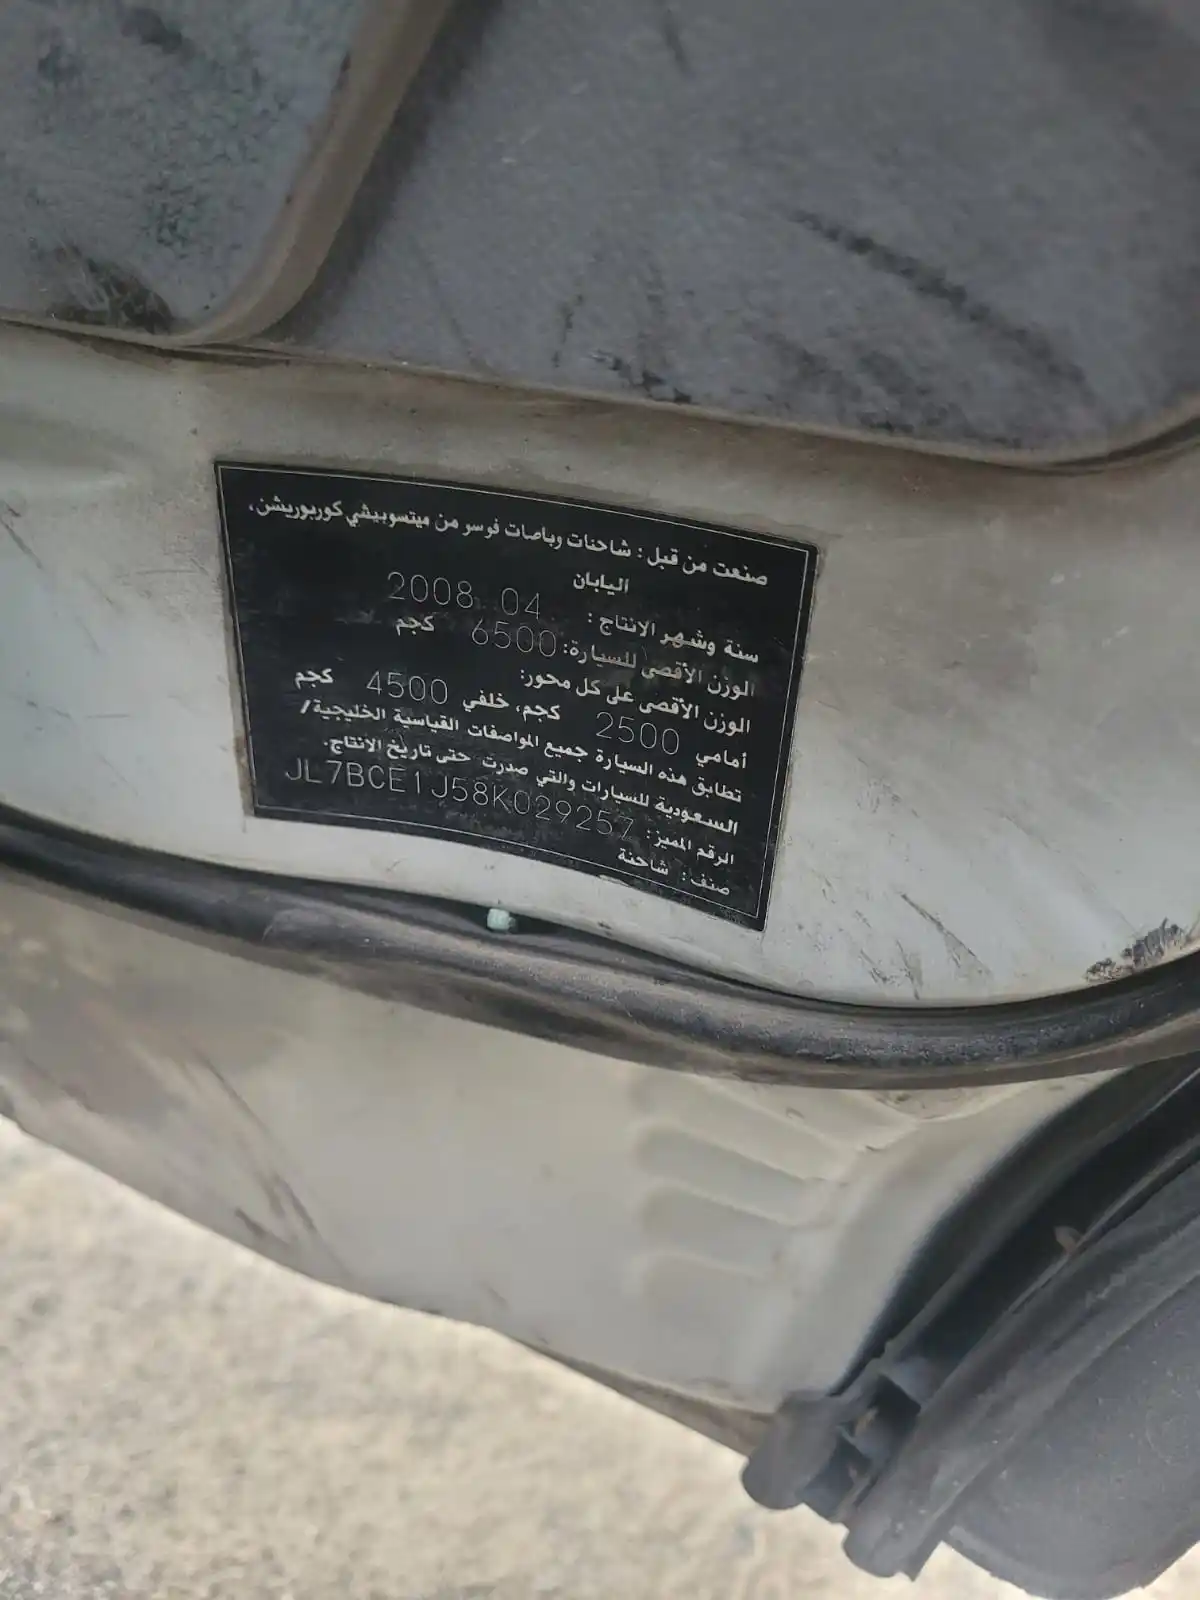 صنعت من قبل: شاحنات وباصات فوسو من ميتسوبيشي كوربوريشن،
اليابان
سنة وشهر الانتاج: 2008 04
الوزن الأقصى للسيارة: 6500 كجم
الوزن الأقصى على كل محور:
أمامي 2500 كجم، خلفي 4500 كجم
تطابق هذه السيارة جميع المواصفات القياسية الخليجية/
السعودية للسيارات والتي صدرت حتى تاريخ الانتاج.
الرقم المميز: JL7BCE1J58K029257
صنف: شاحنة